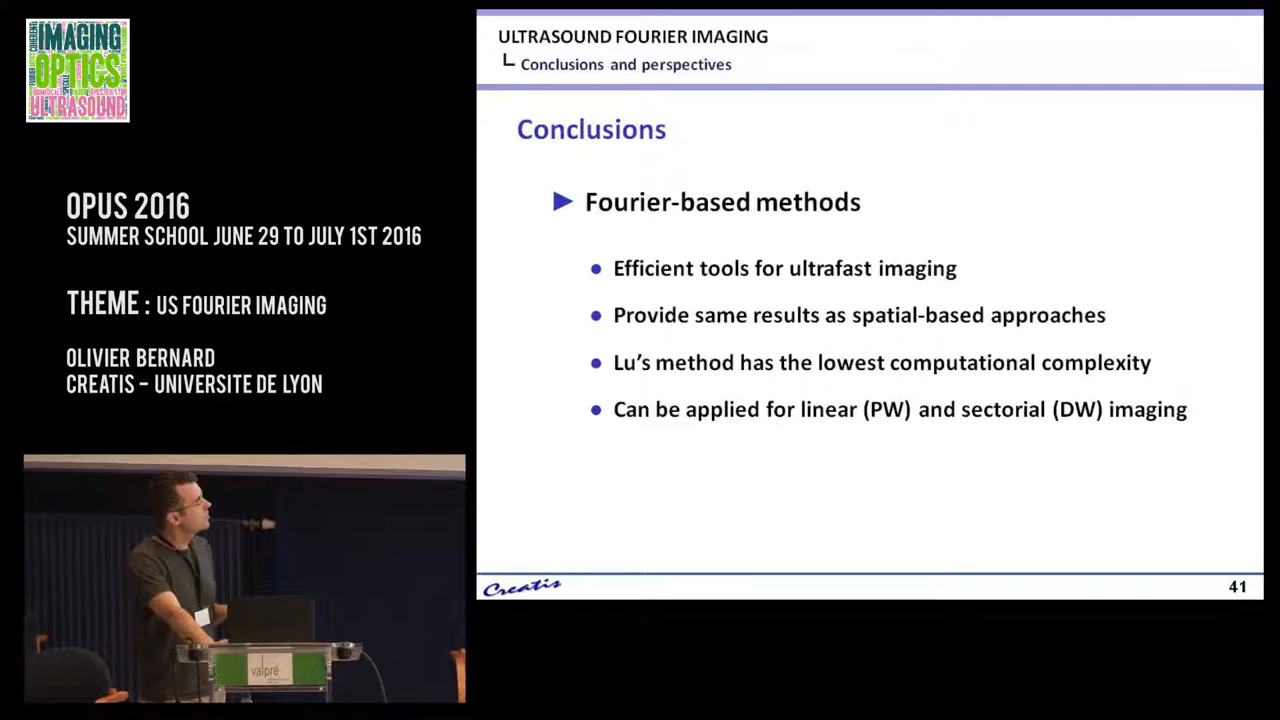 COHERENT
IMAGING
OPTICS
ULTRASOUND
OPUS 2016
SUMMER SCHOOL JUNE 29 TO JULY 1ST 2016
THEME : US FOURIER IMAGING
OLIVIER BERNARD
CREATIS – UNIVERSITE DE LYON
valpré
ULTRASOUND FOURIER IMAGING
Conclusions and perspectives
Conclusions
► Fourier-based methods
• Efficient tools for ultrafast imaging
• Provide same results as spatial-based approaches
• Lu's method has the lowest computational complexity
• Can be applied for linear (PW) and sectorial (DW) imaging
Creatis
41